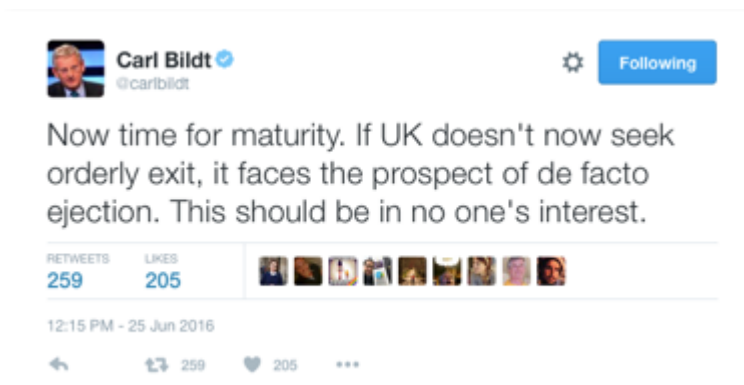 Carl Bildt
@carlbildt
Following
Now time for maturity. If UK doesn't now seek
orderly exit, it faces the prospect of de facto
ejection. This should be in no one's interest.
RETWEETS LIKES
259 205
12:15 PM - 25 Jun 2016
259 205